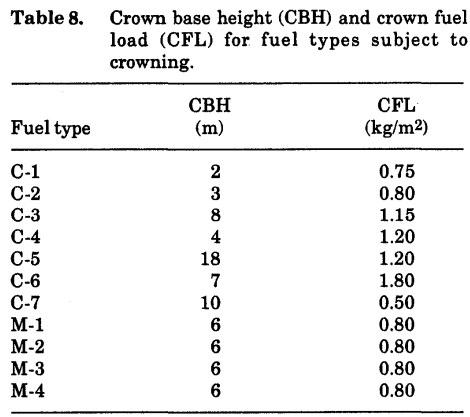 Table 8. Crown base height (CBH) and crown fuel
load (CFL) for fuel types subject to
crowning.
CBH CFL
Fuel type (m) (kg/m2)
C-1 2 0.75
C-2 3 0.80
C-3 8 1.15
C-4 4 1.20
C-5 18 1.20
C-6 7 1.80
C-7 10 0.50
M-1 6 0.80
M-2 6 0.80
M-3 6 0.80
M-4 6 0.80